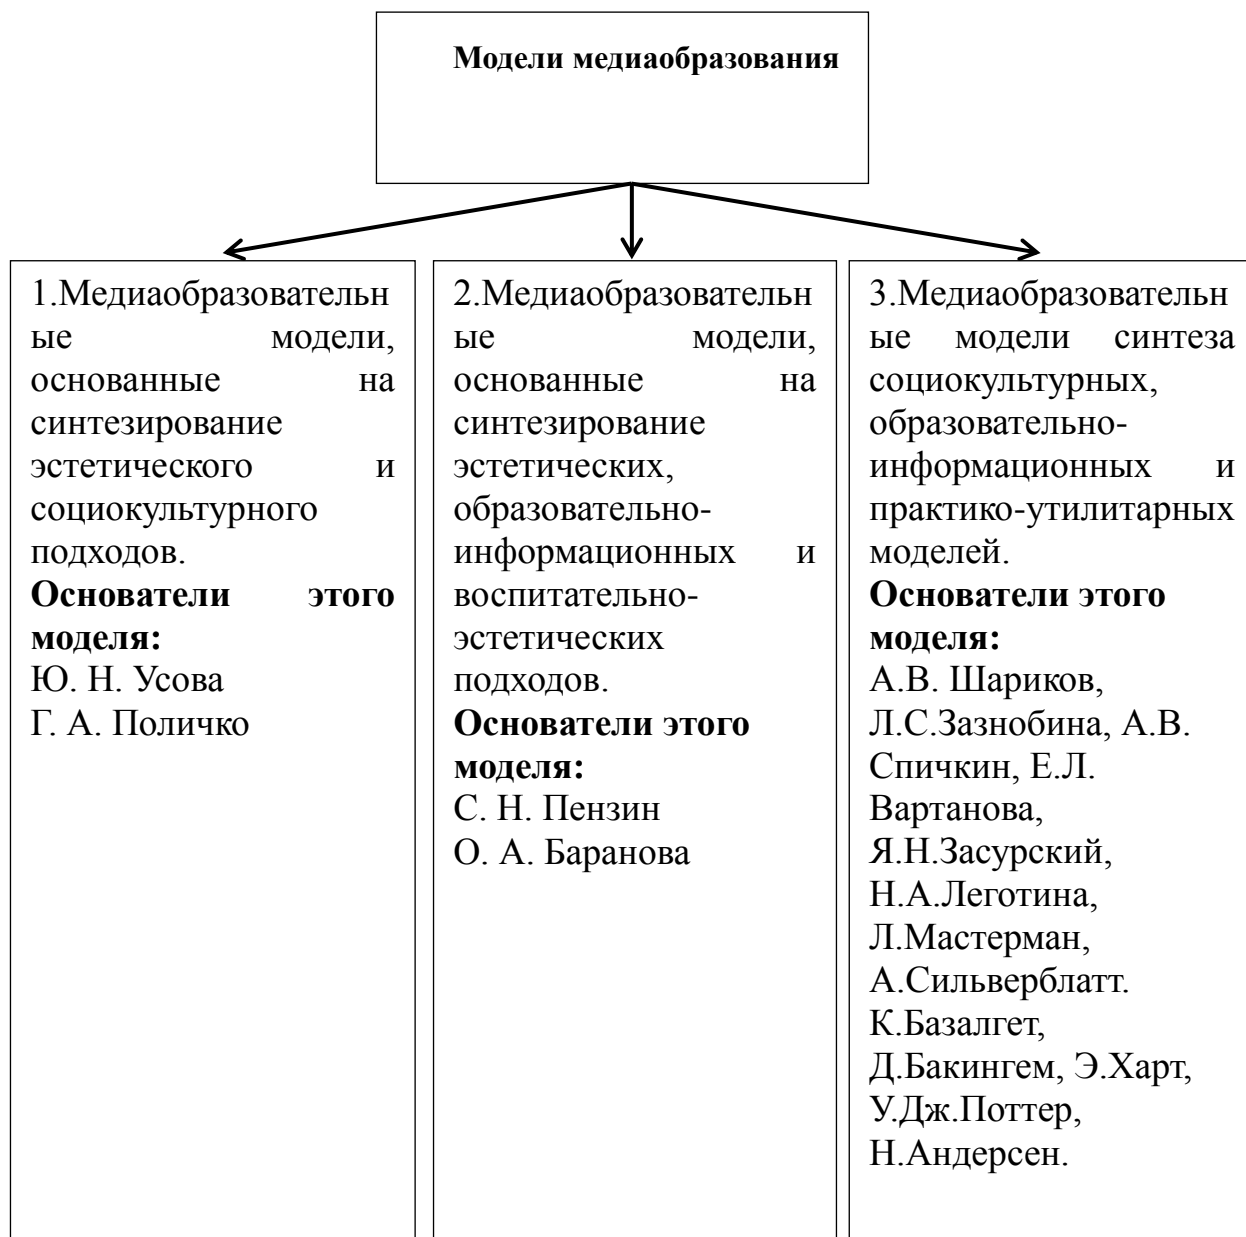 Модели медиаобразования
1.Медиаобразовательн
ые модели,
основанные на
синтезирование
эстетического и
социокультурного
подходов.
Основатели этого
моделя:
Ю. Н. Усова
Г. А. Поличко
2.Медиаобразовательн
ые модели,
основанные на
синтезирование
эстетических,
образовательно-
информационных и
воспитательно-
эстетических
подходов.
Основатели этого
моделя:
С. Н. Пензин
О. А. Баранова
3.Медиаобразовательн
ые модели синтеза
социокультурных,
образовательно-
информационных и
практико-утилитарных
моделей.
Основатели этого
моделя:
А.В. Шариков,
Л.С.Зазнобина, А.В.
Спичкин, Е.Л.
Вартанова,
Я.Н.Засурский,
Н.А.Леготина,
Л.Мастерман,
А.Сильверблатт.
К.Базалгет,
Д.Бакингем, Э.Харт,
У.Дж.Поттер,
Н.Андерсен.